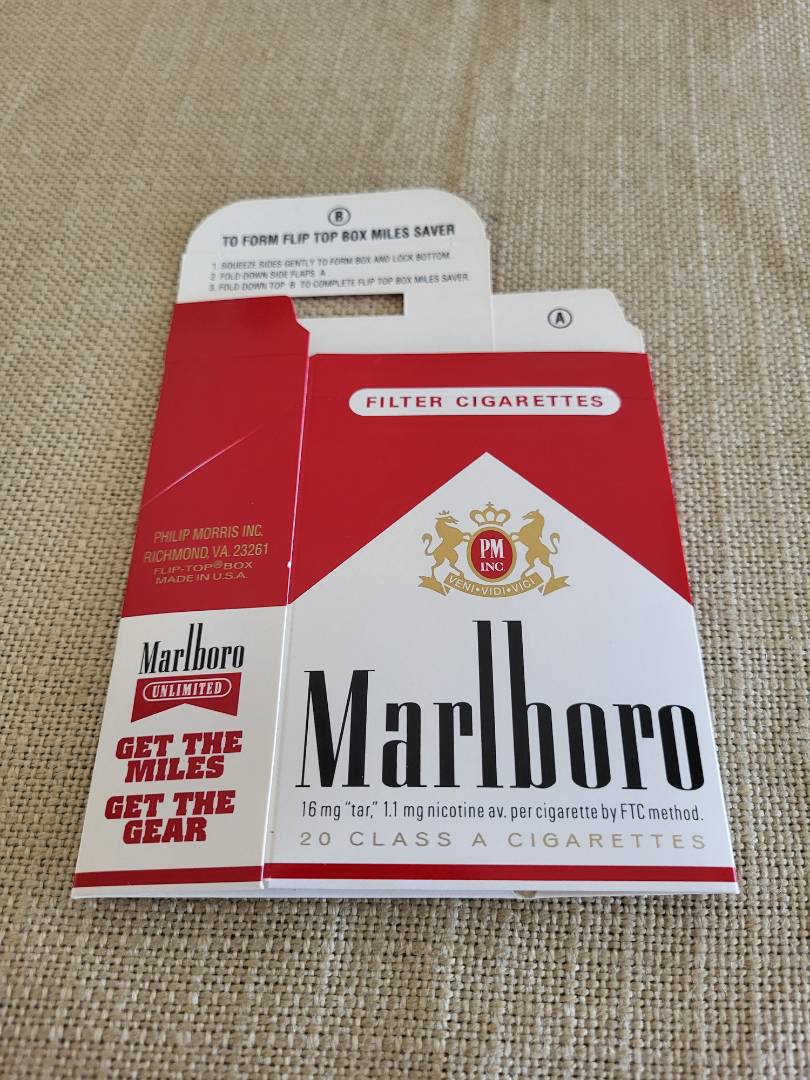 B
TO FORM FLIP TOP BOX MILES SAVER
1. SQUEEZE SIDES GENTLY TO FORM BOX AND LOCK BOTTOM.
2. FOLD DOWN SIDE FLAPS A
3. FOLD DOWN TOP B TO COMPLETE FLIP TOP BOX MILES SAVER.
A
FILTER CIGARETTES
PM
INC
VENI•VIDI•VICI
Marlboro
16 mg "tar," 1.1 mg nicotine av. per cigarette by FTC method.
20 CLASS A CIGARETTES
PHILIP MORRIS INC.
RICHMOND, VA. 23261
FLIP-TOP® BOX
MADE IN U.S.A.
Marlboro
UNLIMITED
GET THE
MILES
GET THE
GEAR